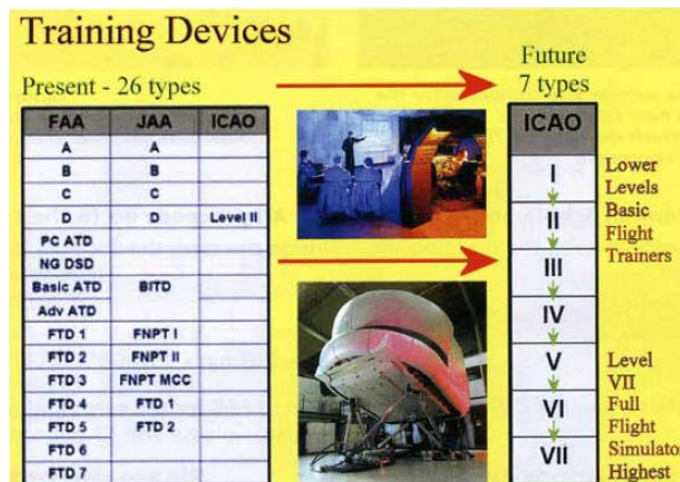 Training Devices
Present - 26 types
Future
7 types
FAA JAA ICAO
A A
B B
C C
D D Level II
PC ATD
NG DSD
Basic ATD BITD
Adv ATD
FTD 1 FNPT I
FTD 2 FNPT II
FTD 3 FNPT MCC
FTD 4 FTD 1
FTD 5 FTD 2
FTD 6
FTD 7
ICAO
I
II
III
IV
V
VI
VII
Lower
Levels
Basic
Flight
Trainers
Level
VII
Full
Flight
Simulator
Highest